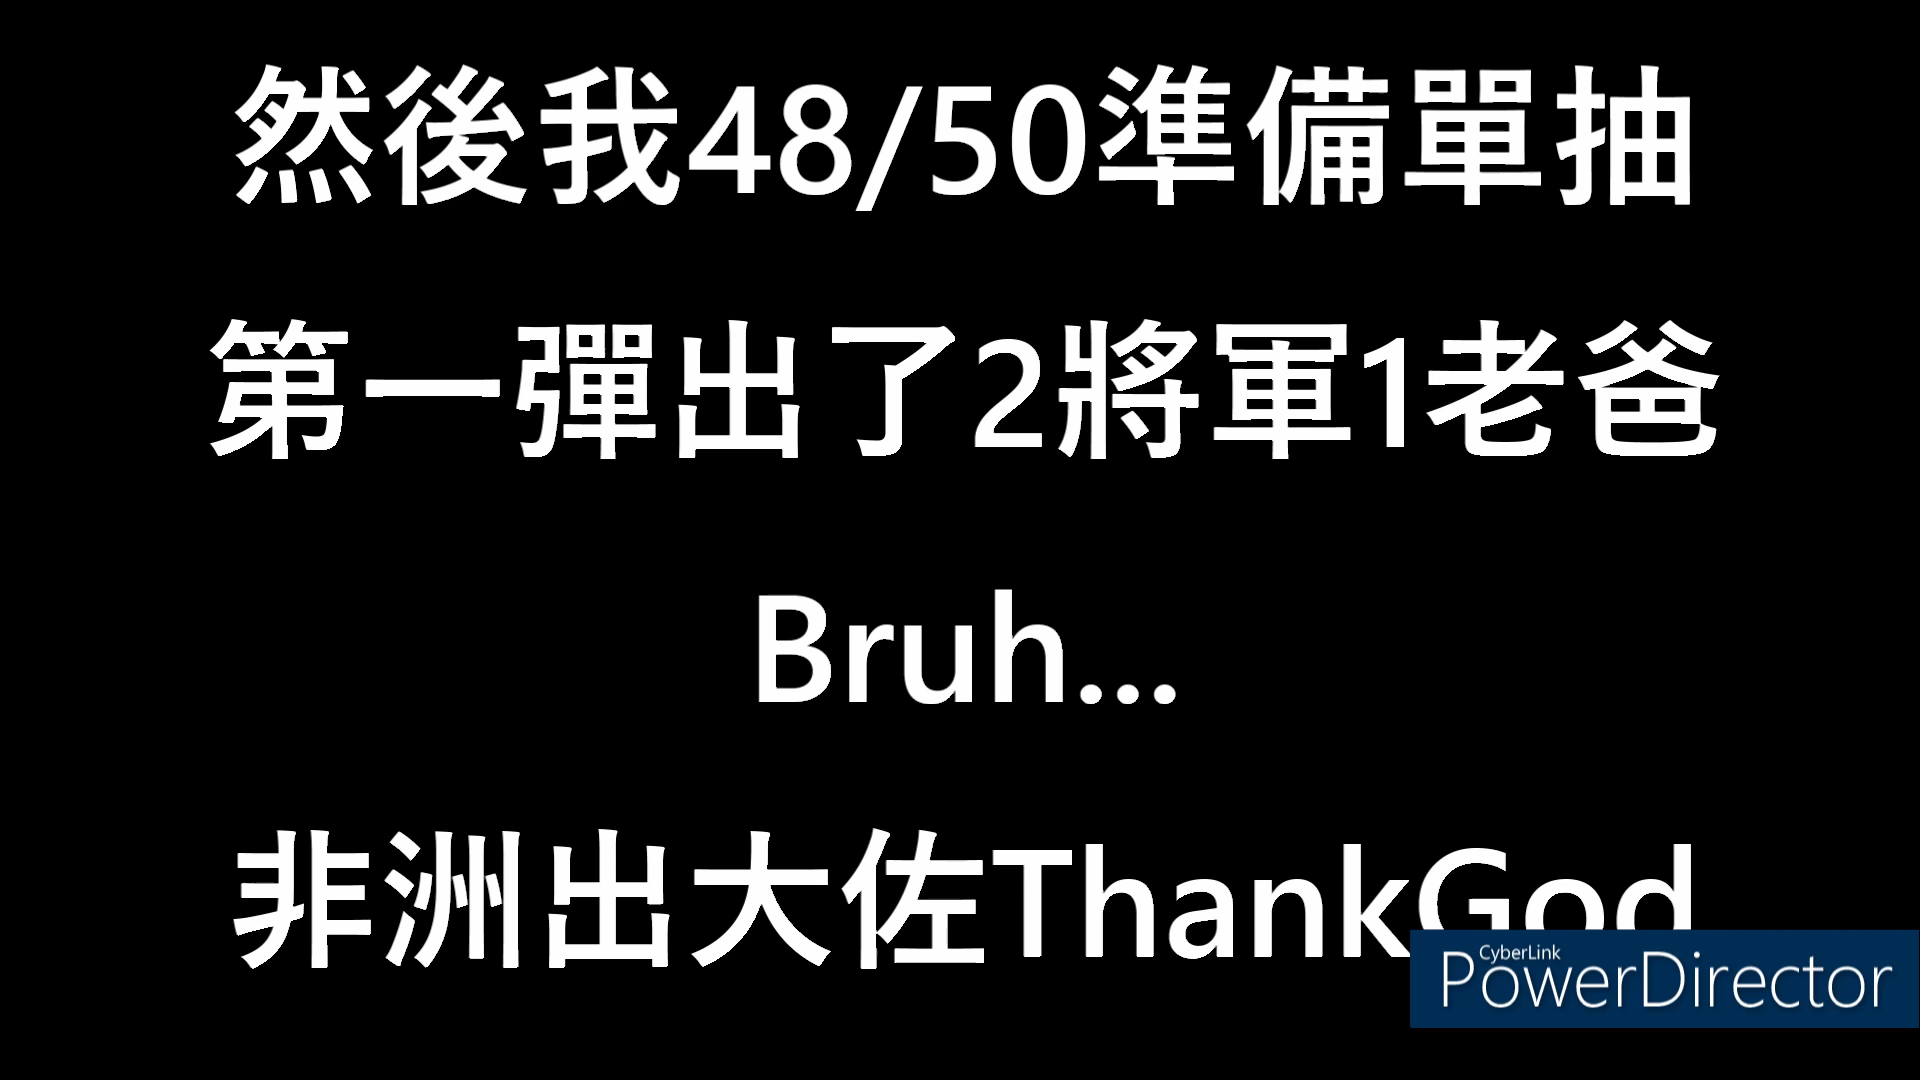 然後我48/50準備單抽
第一彈出了2將軍1老爸
Bruh...
非洲出大佐ThankGod
CyberLink
PowerDirector